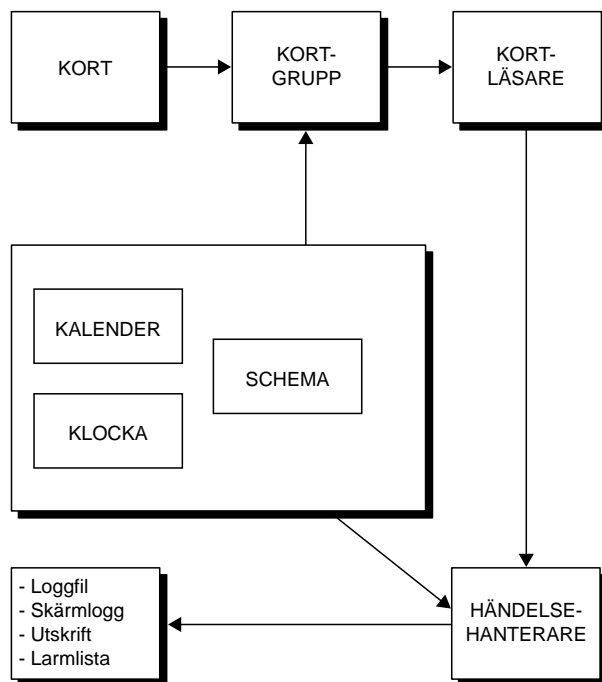 KORT
KORT-
GRUPP
KORT-
LÄSARE
KALENDER
SCHEMA
KLOCKA
- Loggfil
- Skärmlogg
- Utskrift
- Larmlista
HÄNDELSE-
HANTERARE